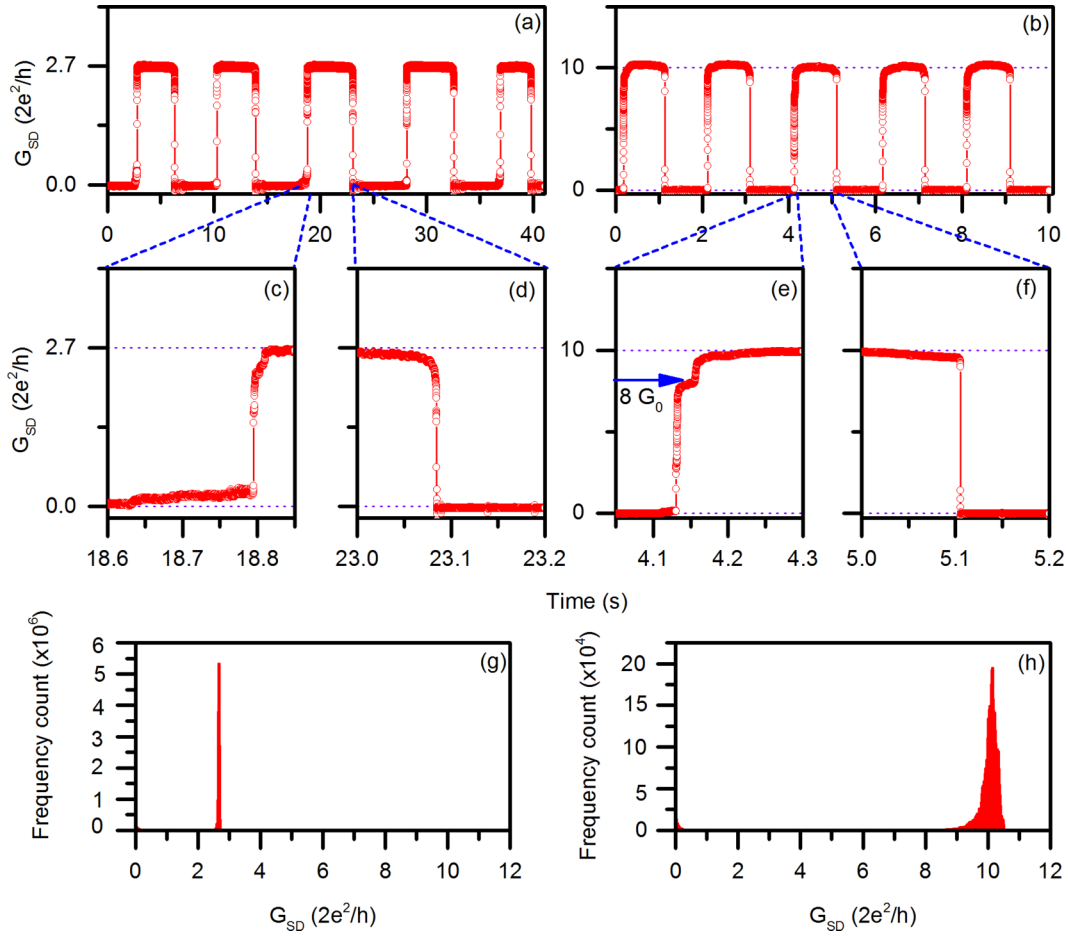 (a)
(b)
G_SD (2e²/h)
2.7
0.0
0 10 20 30 40
10
0
0 2 4 6 8 10
(c)
(d)
(e)
(f)
G_SD (2e²/h)
2.7
0.0
18.6 18.7 18.8
23.0 23.1 23.2
10
8 G₀
0
4.1 4.2 4.3
5.0 5.1 5.2
Time (s)
(g)
Frequency count (x10⁶)
6
5
4
3
2
1
0
0 2 4 6 8 10 12
G_SD (2e²/h)
(h)
Frequency count (x10⁴)
20
15
10
5
0
0 2 4 6 8 10 12
G_SD (2e²/h)